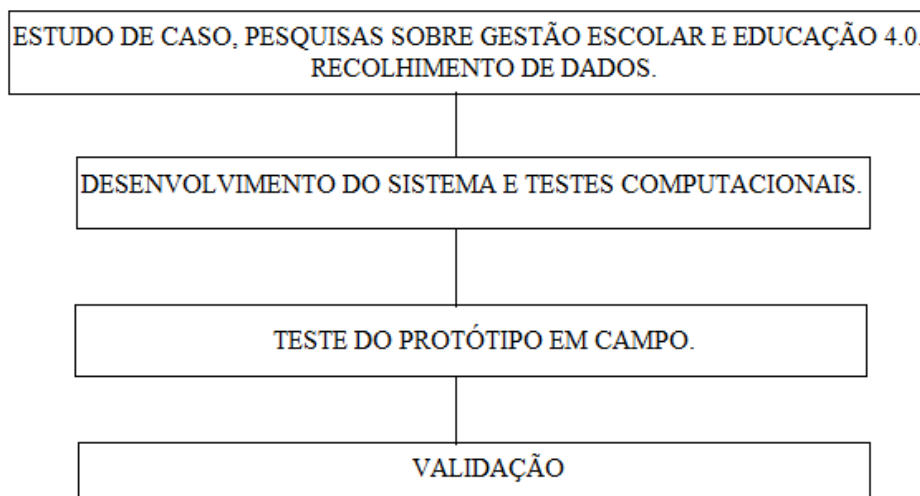 ESTUDO DE CASO, PESQUISAS SOBRE GESTÃO ESCOLAR E EDUCAÇÃO 4.0.
RECOLHIMENTO DE DADOS.
DESENVOLVIMENTO DO SISTEMA E TESTES COMPUTACIONAIS.
TESTE DO PROTÓTIPO EM CAMPO.
VALIDAÇÃO